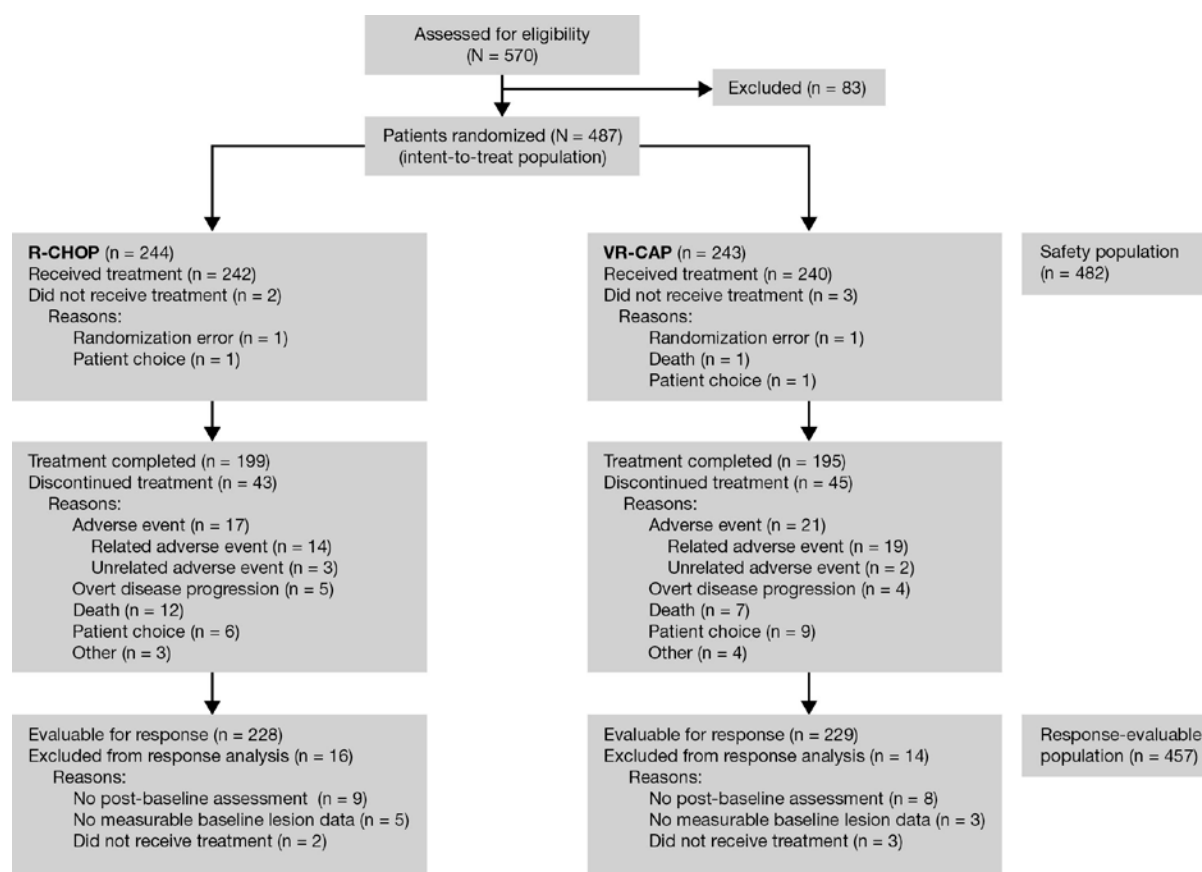 Assessed for eligibility
(N = 570)
Excluded (n = 83)
Patients randomized (N = 487)
(intent-to-treat population)
R-CHOP (n = 244)
Received treatment (n = 242)
Did not receive treatment (n = 2)
Reasons:
Randomization error (n = 1)
Patient choice (n = 1)
VR-CAP (n = 243)
Received treatment (n = 240)
Did not receive treatment (n = 3)
Reasons:
Randomization error (n = 1)
Death (n = 1)
Patient choice (n = 1)
Safety population
(n = 482)
Treatment completed (n = 199)
Discontinued treatment (n = 43)
Reasons:
Adverse event (n = 17)
Related adverse event (n = 14)
Unrelated adverse event (n = 3)
Overt disease progression (n = 5)
Death (n = 12)
Patient choice (n = 6)
Other (n = 3)
Treatment completed (n = 195)
Discontinued treatment (n = 45)
Reasons:
Adverse event (n = 21)
Related adverse event (n = 19)
Unrelated adverse event (n = 2)
Overt disease progression (n = 4)
Death (n = 7)
Patient choice (n = 9)
Other (n = 4)
Evaluable for response (n = 228)
Excluded from response analysis (n = 16)
Reasons:
No post-baseline assessment (n = 9)
No measurable baseline lesion data (n = 5)
Did not receive treatment (n = 2)
Evaluable for response (n = 229)
Excluded from response analysis (n = 14)
Reasons:
No post-baseline assessment (n = 8)
No measurable baseline lesion data (n = 3)
Did not receive treatment (n = 3)
Response-evaluable
population (n = 457)